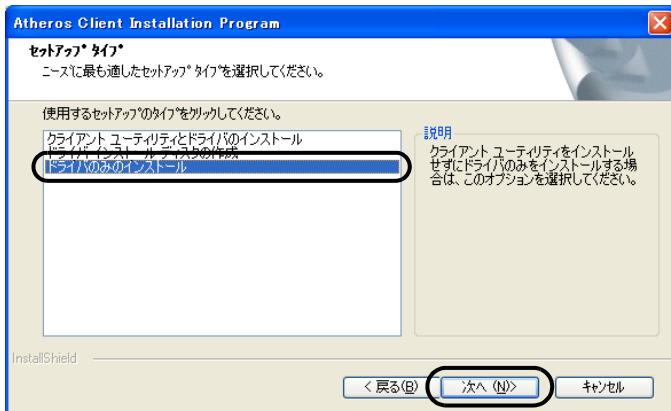 Atheros Client Installation Program
セットアップ タイプ
ニーズに最も適したセットアップ タイプを選択してください。
使用するセットアップのタイプをクリックしてください。
クライアント ユーティリティとドライバのインストール
ドライバ インストール ディスクの作成
ドライバのみのインストール
説明
クライアント ユーティリティをインストール
せずにドライバのみをインストールする場
合は、このオプションを選択してください。
InstallShield
< 戻る(B)
次へ (N)>
キャンセル